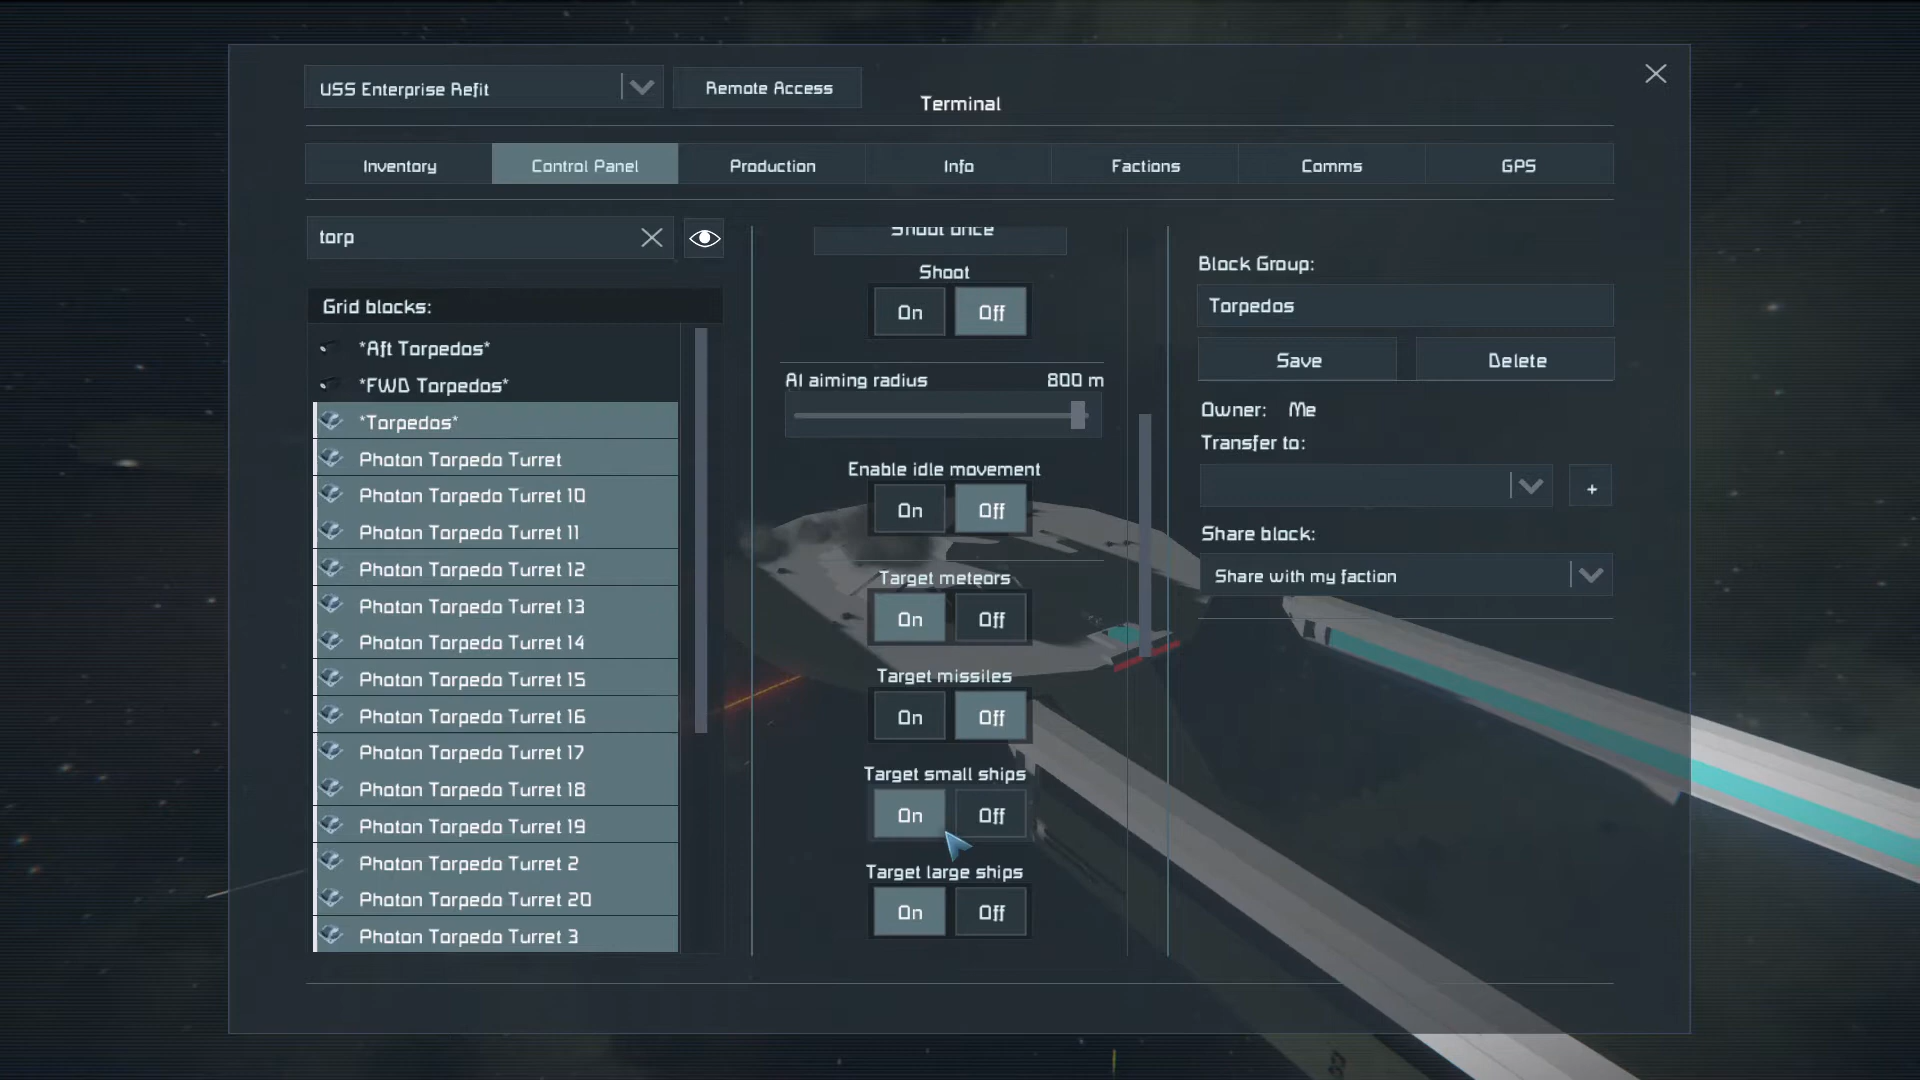 USS Enterprise Refit
Remote Access
Terminal
Inventory
Control Panel
Production
Info
Factions
Comms
GPS
torp
Grid blocks:
*Aft Torpedos*
*FWD Torpedos*
*Torpedos*
Photon Torpedo Turret
Photon Torpedo Turret 10
Photon Torpedo Turret 11
Photon Torpedo Turret 12
Photon Torpedo Turret 13
Photon Torpedo Turret 14
Photon Torpedo Turret 15
Photon Torpedo Turret 16
Photon Torpedo Turret 17
Photon Torpedo Turret 18
Photon Torpedo Turret 19
Photon Torpedo Turret 2
Photon Torpedo Turret 20
Photon Torpedo Turret 3
Shoot once
Shoot
On Off
AI aiming radius 800 m
Enable idle movement
On Off
Target meteors
On Off
Target missiles
On Off
Target small ships
On Off
Target large ships
On Off
Block Group:
Torpedos
Save Delete
Owner: Me
Transfer to:
+
Share block:
Share with my faction